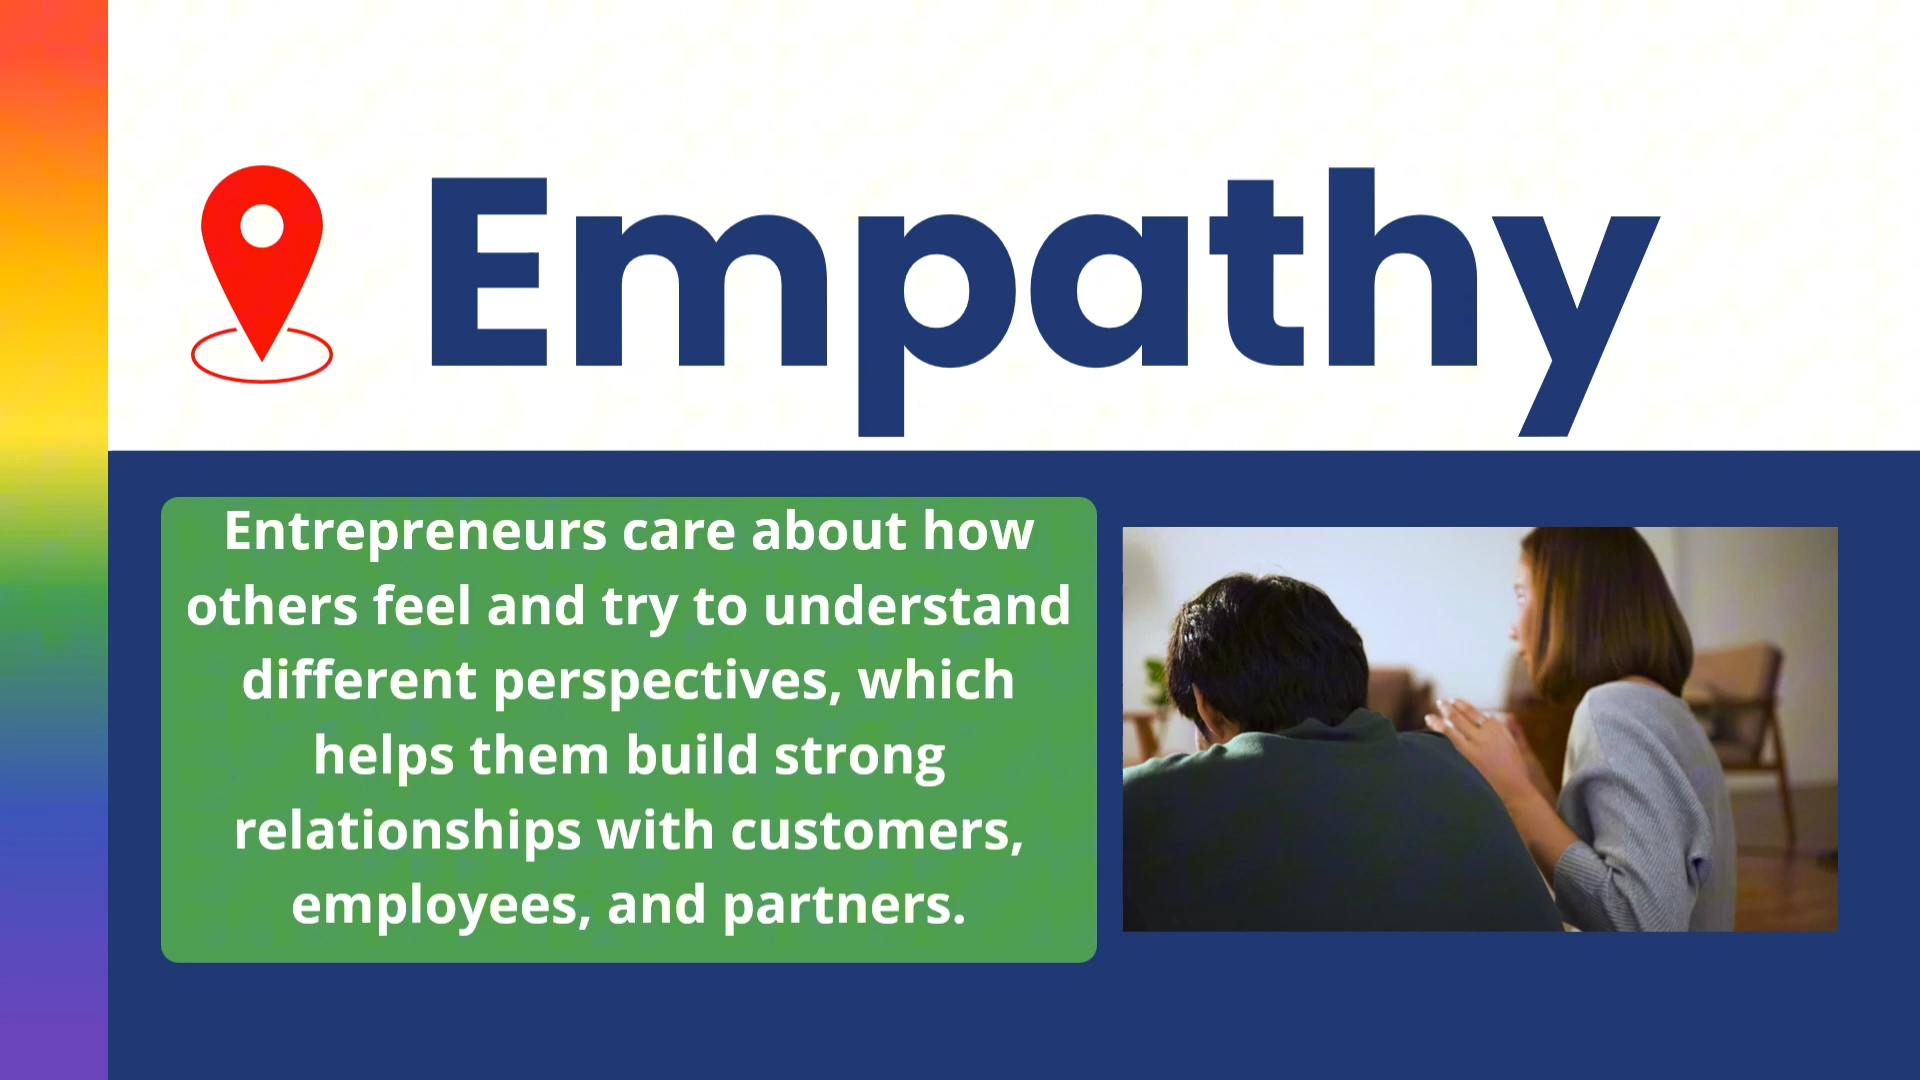 Empathy
Entrepreneurs care about how
others feel and try to understand
different perspectives, which
helps them build strong
relationships with customers,
employees, and partners.